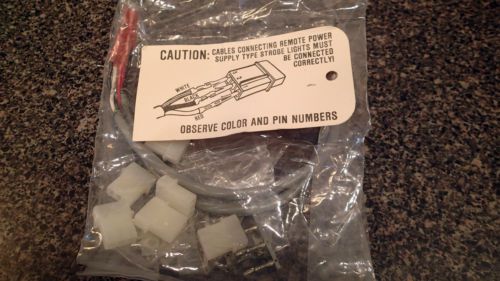 CAUTION: CABLES CONNECTING REMOTE POWER
SUPPLY TYPE STROBE LIGHTS MUST
BE CONNECTED
CORRECTLY!
WHITE
RED
OBSERVE COLOR AND PIN NUMBERS